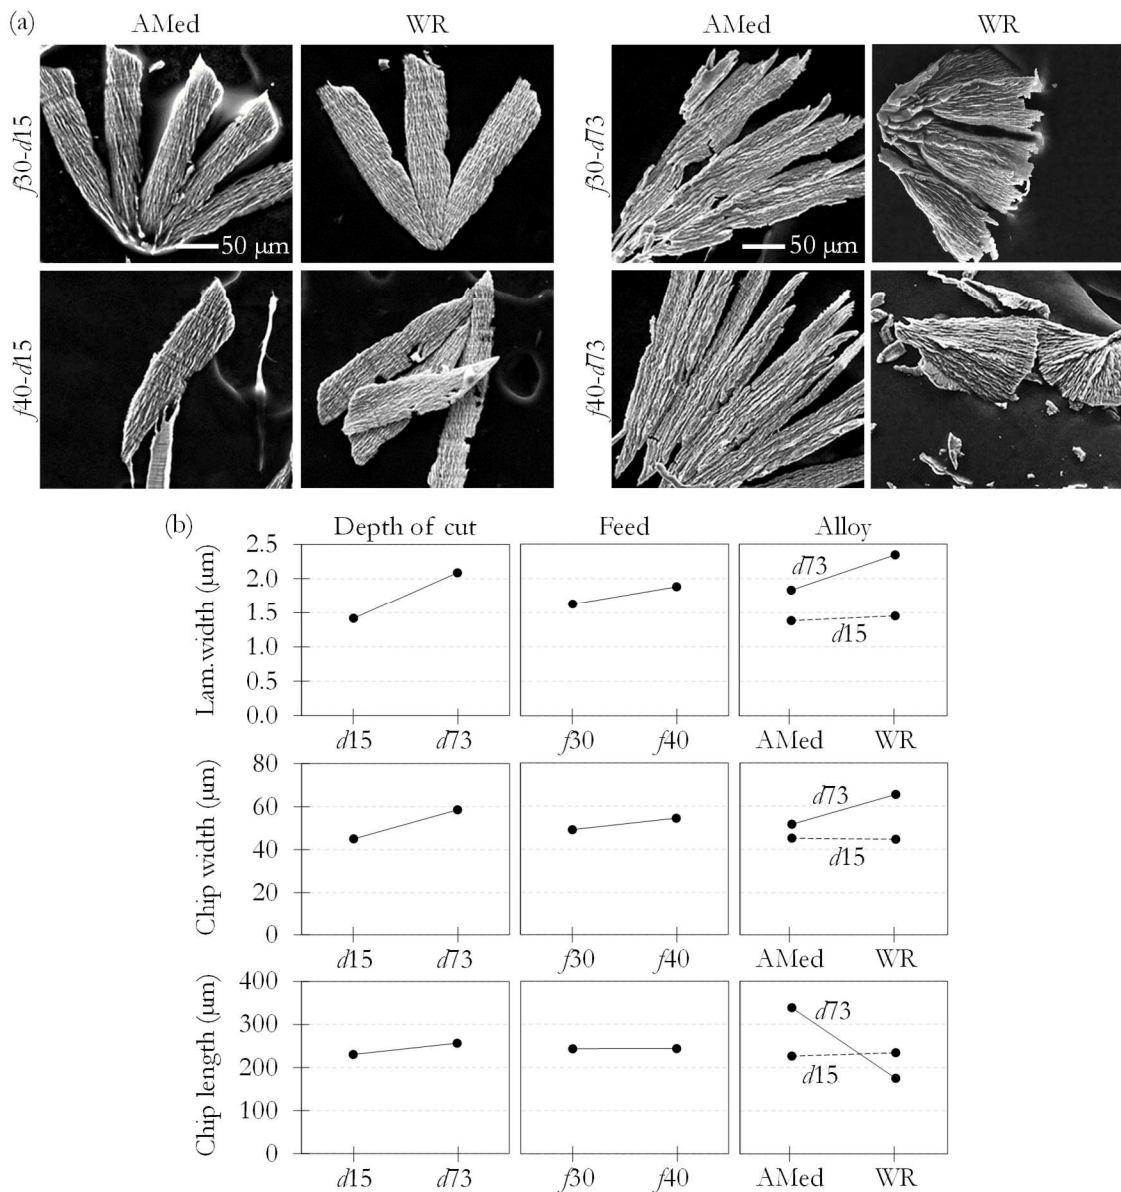 (a)
AMed
WR
AMed
WR
f30-d15
50 µm
f30-d73
50 µm
f40-d15
f40-d73
(b)
Depth of cut
Feed
Alloy
Lam.width (µm)
2.5
2.0
1.5
1.0
0.5
0.0
d15
d73
f30
f40
d73
d15
AMed
WR
Chip width (µm)
80
60
40
20
0
d15
d73
f30
f40
d73
d15
AMed
WR
Chip length (µm)
400
300
200
100
0
d15
d73
f30
f40
d73
d15
AMed
WR